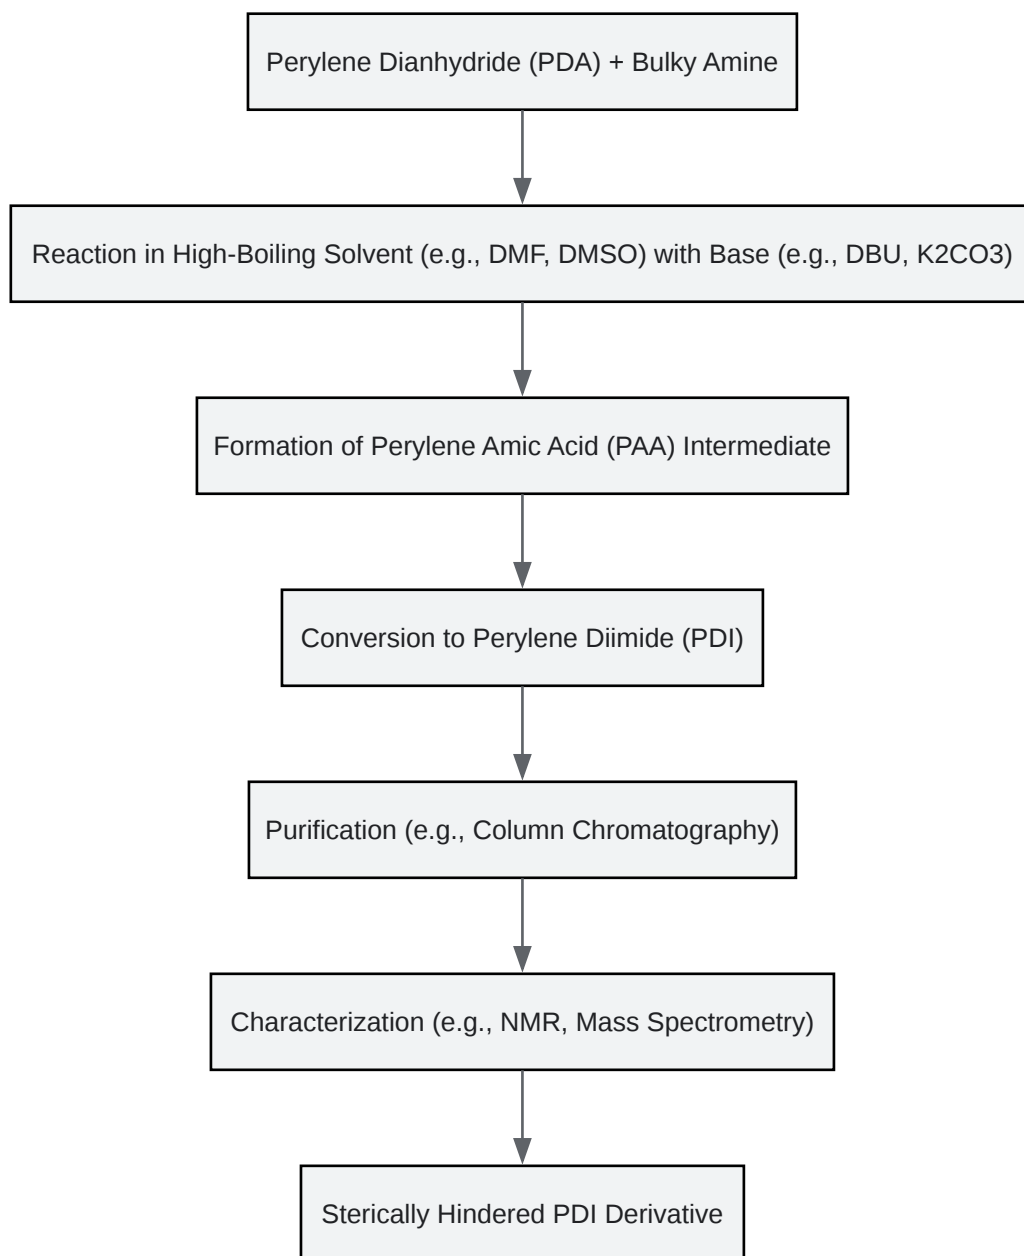 Perylene Dianhydride (PDA) + Bulky Amine
Reaction in High-Boiling Solvent (e.g., DMF, DMSO) with Base (e.g., DBU, K2CO3)
Formation of Perylene Amic Acid (PAA) Intermediate
Conversion to Perylene Diimide (PDI)
Purification (e.g., Column Chromatography)
Characterization (e.g., NMR, Mass Spectrometry)
Sterically Hindered PDI Derivative